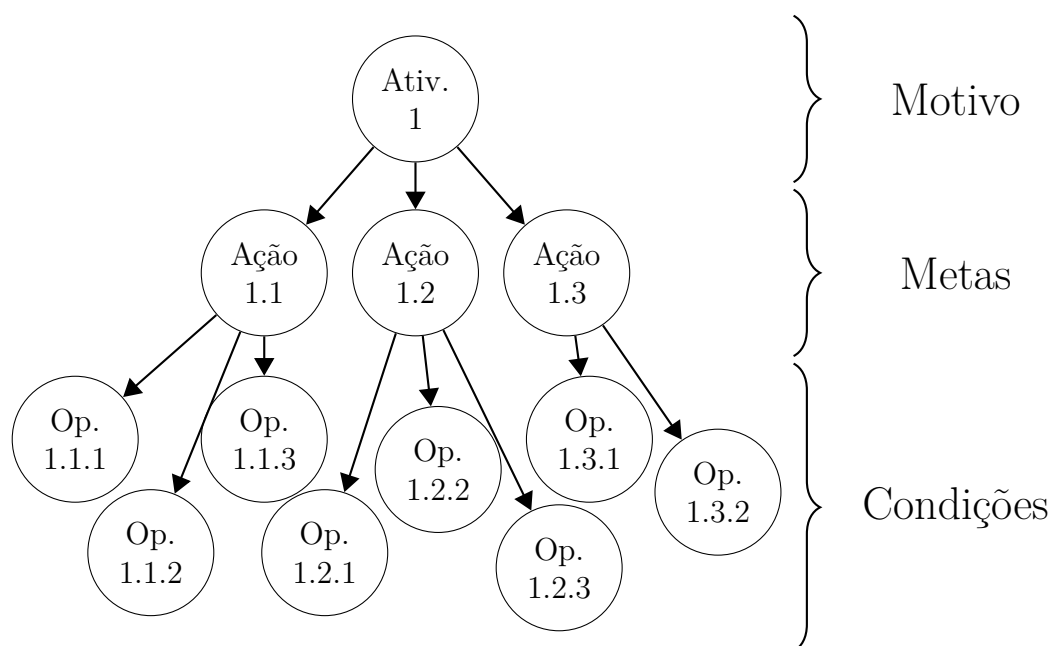 Ativ.
1
Motivo
Ação
1.1
Ação
1.2
Ação
1.3
Metas
Op.
1.1.1
Op.
1.1.3
Op.
1.2.2
Op.
1.3.1
Op.
1.3.2
Condições
Op.
1.1.2
Op.
1.2.1
Op.
1.2.3